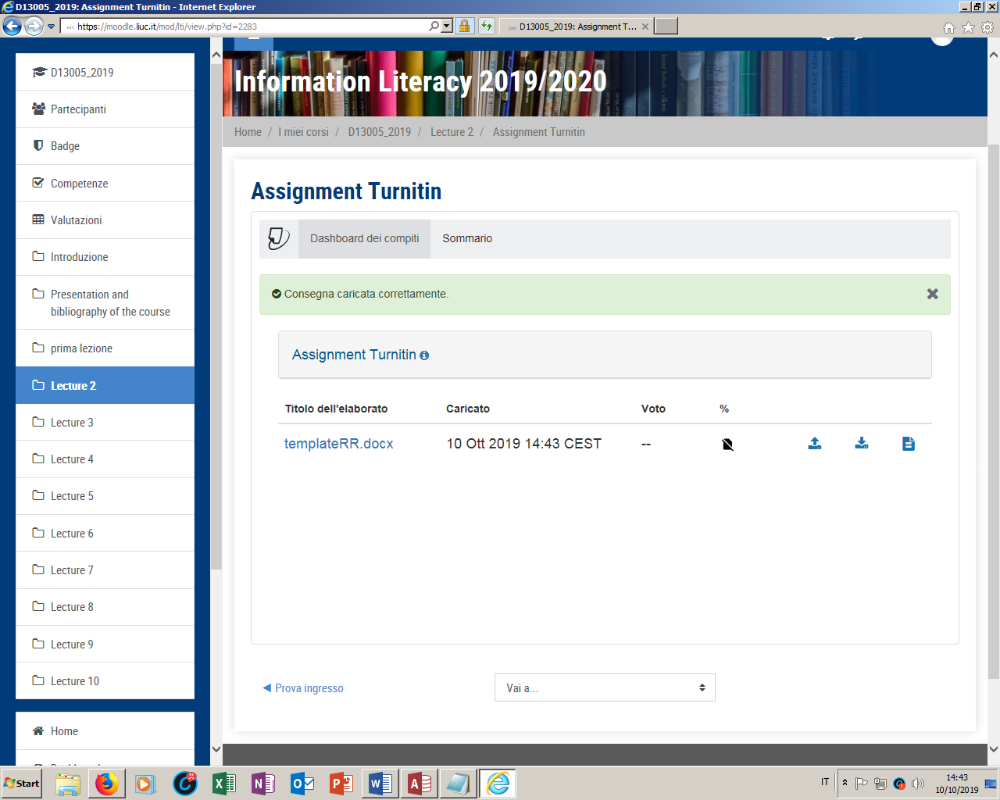 D13005_2019: Assignment Turnitin - Internet Explorer
https://moodle.liuc.it/mod/lti/view.php?id=2283
D13005_2019: Assignment T...
D13005_2019
Partecipanti
Badge
Competenze
Valutazioni
Introduzione
Presentation and
bibliography of the course
prima lezione
Lecture 2
Lecture 3
Lecture 4
Lecture 5
Lecture 6
Lecture 7
Lecture 8
Lecture 9
Lecture 10
Home
Information Literacy 2019/2020
Home / I miei corsi / D13005_2019 / Lecture 2 / Assignment Turnitin
Assignment Turnitin
Dashboard dei compiti Sommario
Consegna caricata correttamente.
Assignment Turnitin
Titolo dell'elaborato Caricato Voto %
templateRR.docx 10 Ott 2019 14:43 CEST --
◄ Prova ingresso Vai a...
Start
IT
14:43
10/10/2019